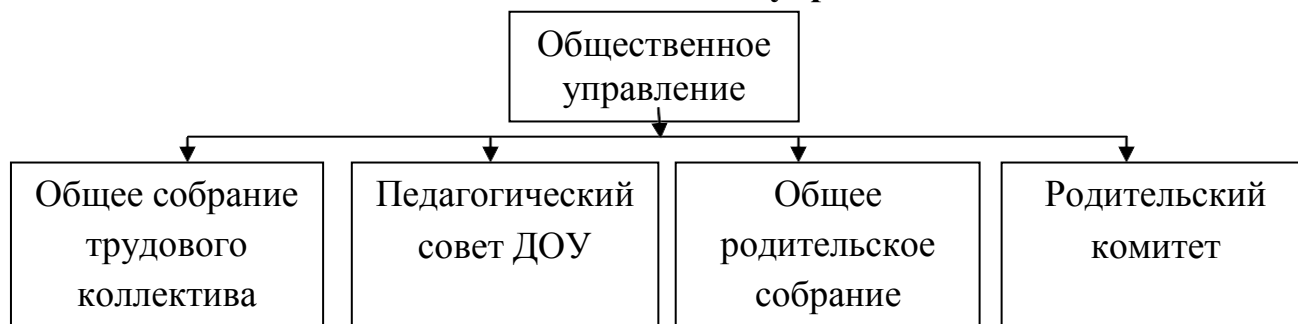 Общественное
управление
Общее собрание
трудового
коллектива
Педагогический
совет ДОУ
Общее
родительское
собрание
Родительский
комитет